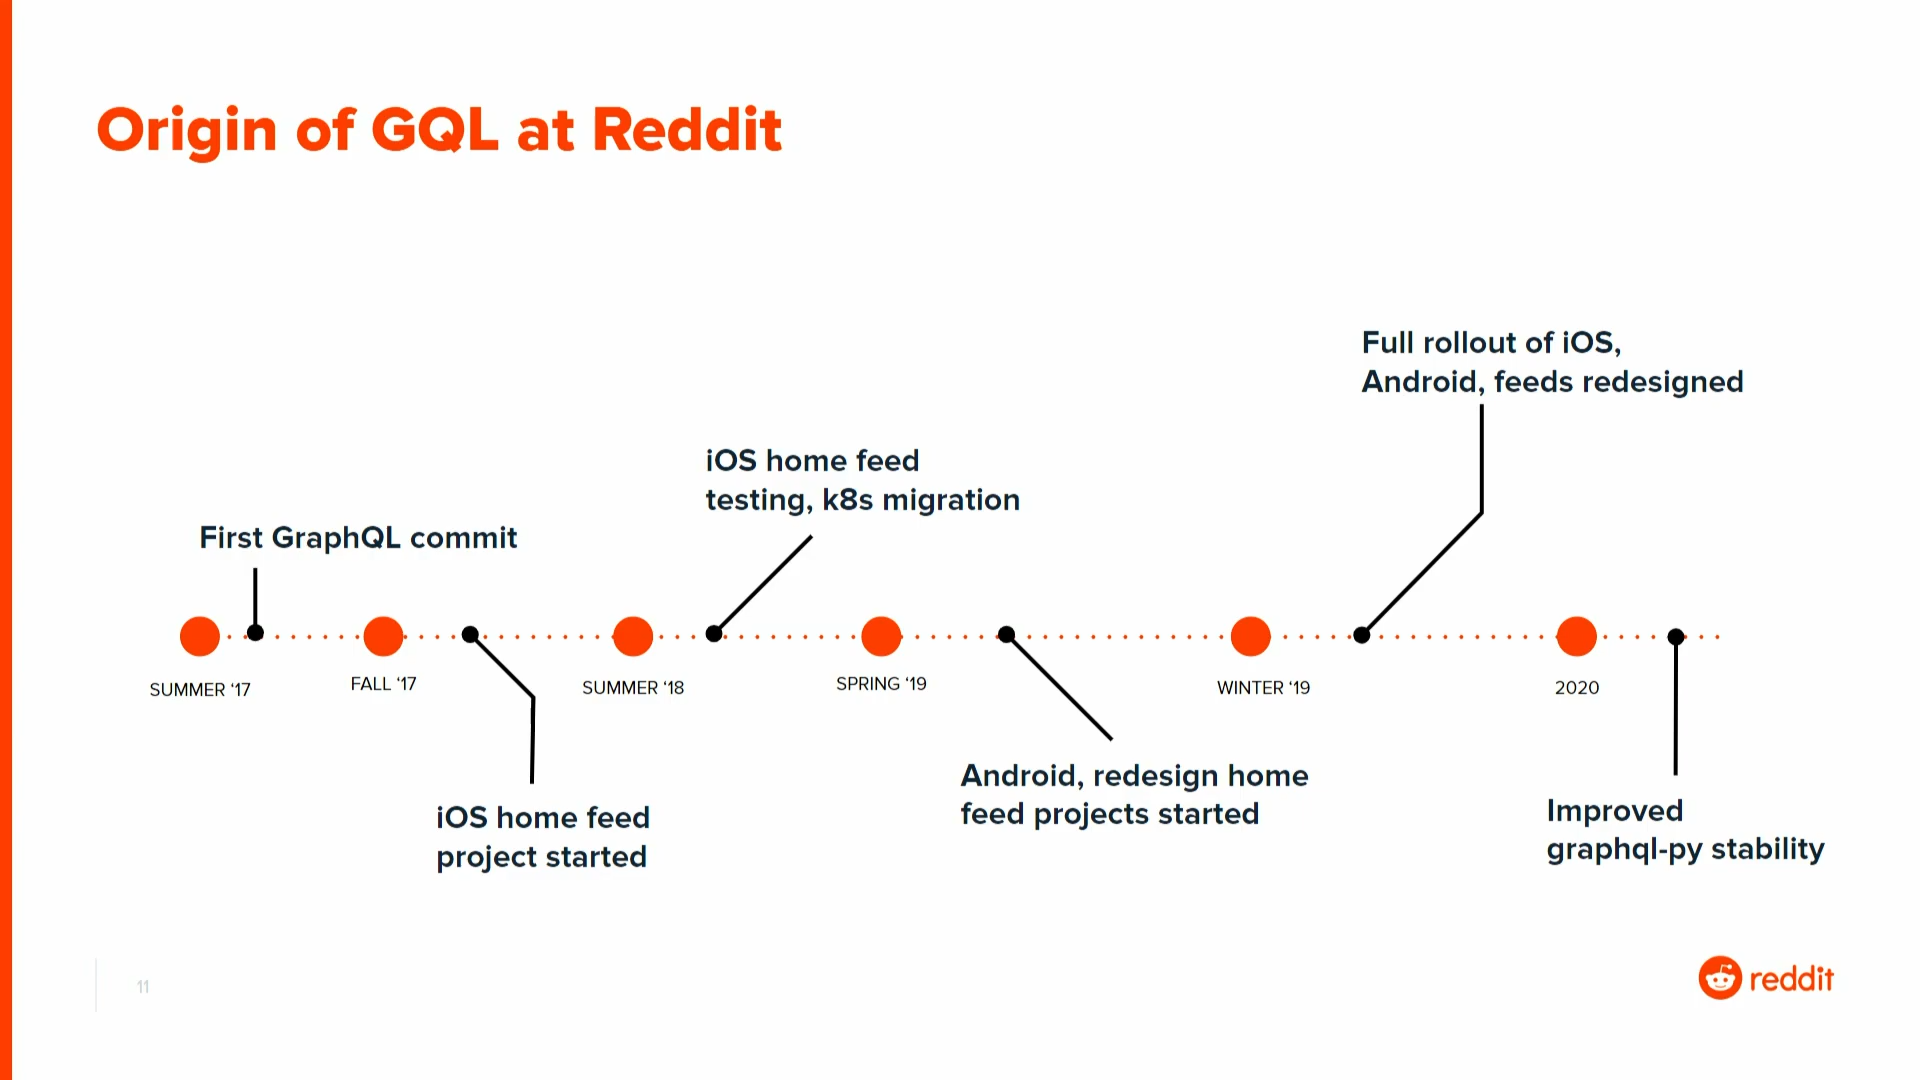 Origin of GQL at Reddit
Full rollout of iOS,
Android, feeds redesigned
iOS home feed
testing, k8s migration
First GraphQL commit
SUMMER ‘17
FALL ‘17
SUMMER ‘18
SPRING ‘19
WINTER ‘19
2020
iOS home feed
project started
Android, redesign home
feed projects started
Improved
graphql-py stability
11
reddit